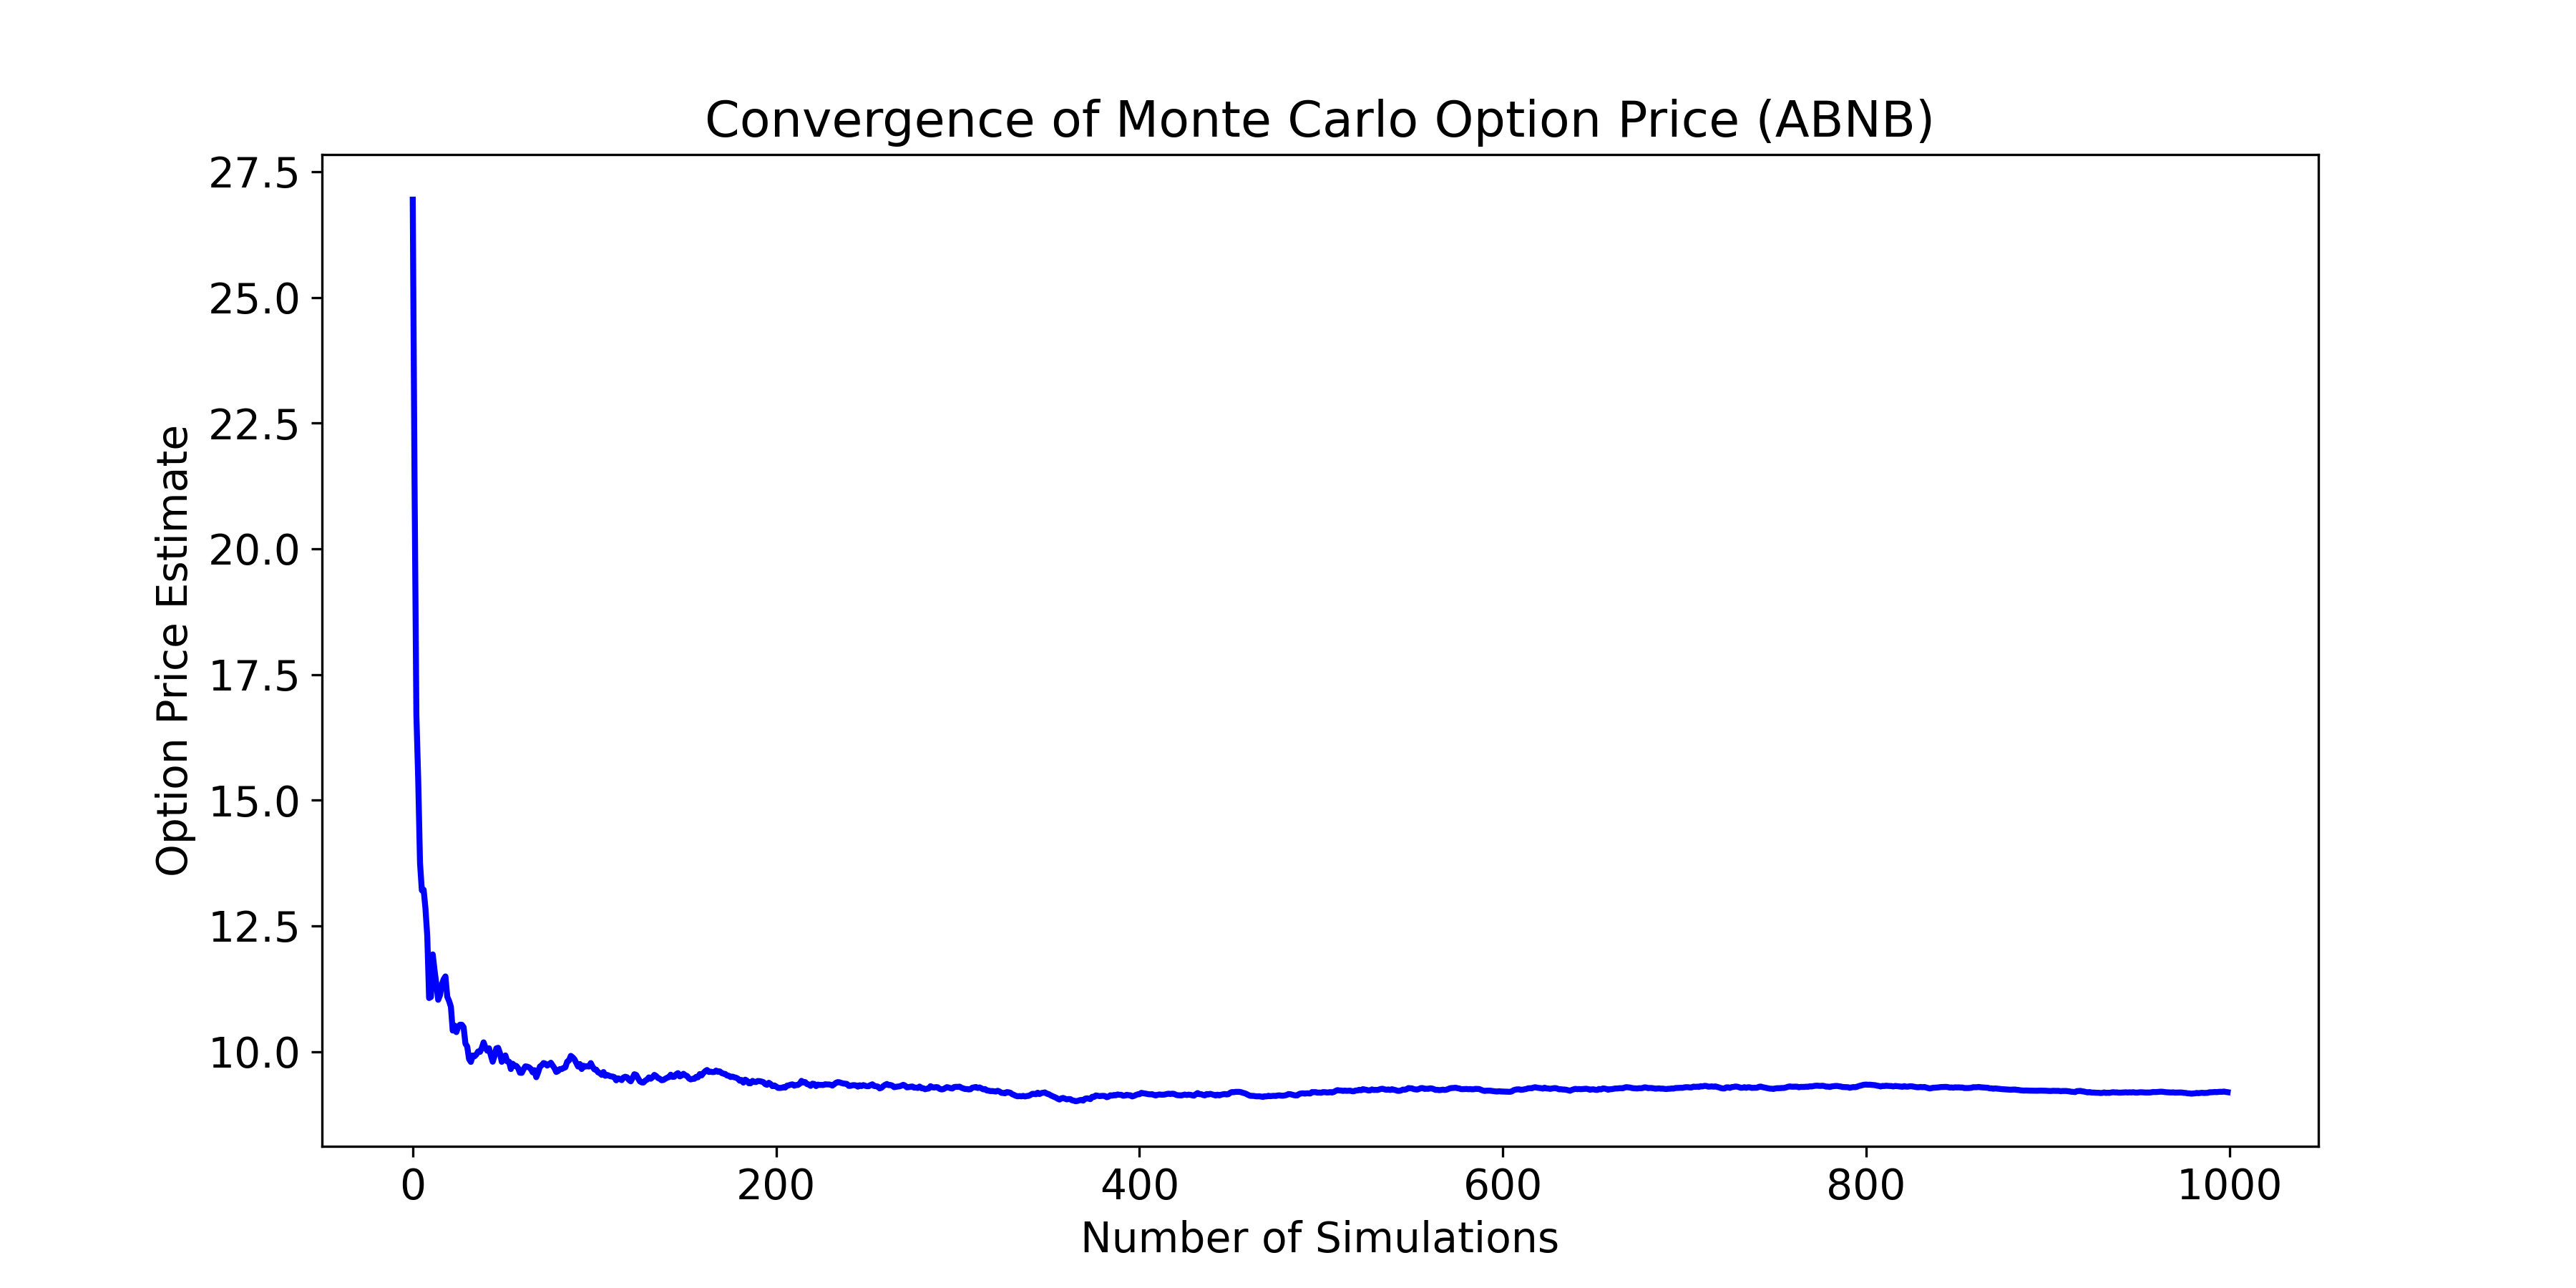 Convergence of Monte Carlo Option Price (ABNB)
27.5
25.0
22.5
20.0
17.5
15.0
12.5
10.0
Option Price Estimate
0 200 400 600 800 1000
Number of Simulations